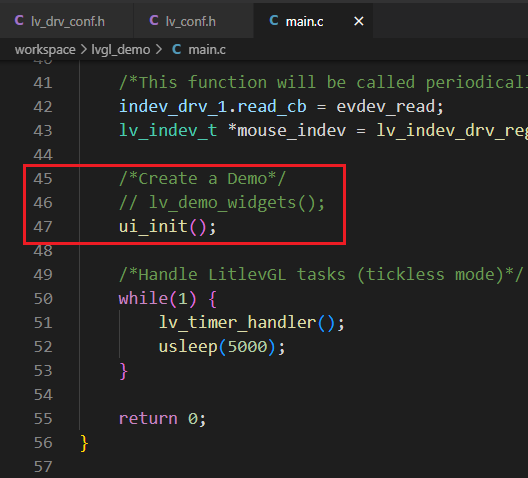 C lv_drv_conf.h C lv_conf.h C main.c ×
workspace > lvgl_demo > C main.c
41 /*This function will be called periodicall
42 indev_drv_1.read_cb = evdev_read;
43 lv_indev_t *mouse_indev = lv_indev_drv_reg
44
45 /*Create a Demo*/
46 // lv_demo_widgets();
47 ui_init();
48
49 /*Handle LitlevGL tasks (tickless mode)*/
50 while(1) {
51 lv_timer_handler();
52 usleep(5000);
53 }
54
55 return 0;
56 }
57